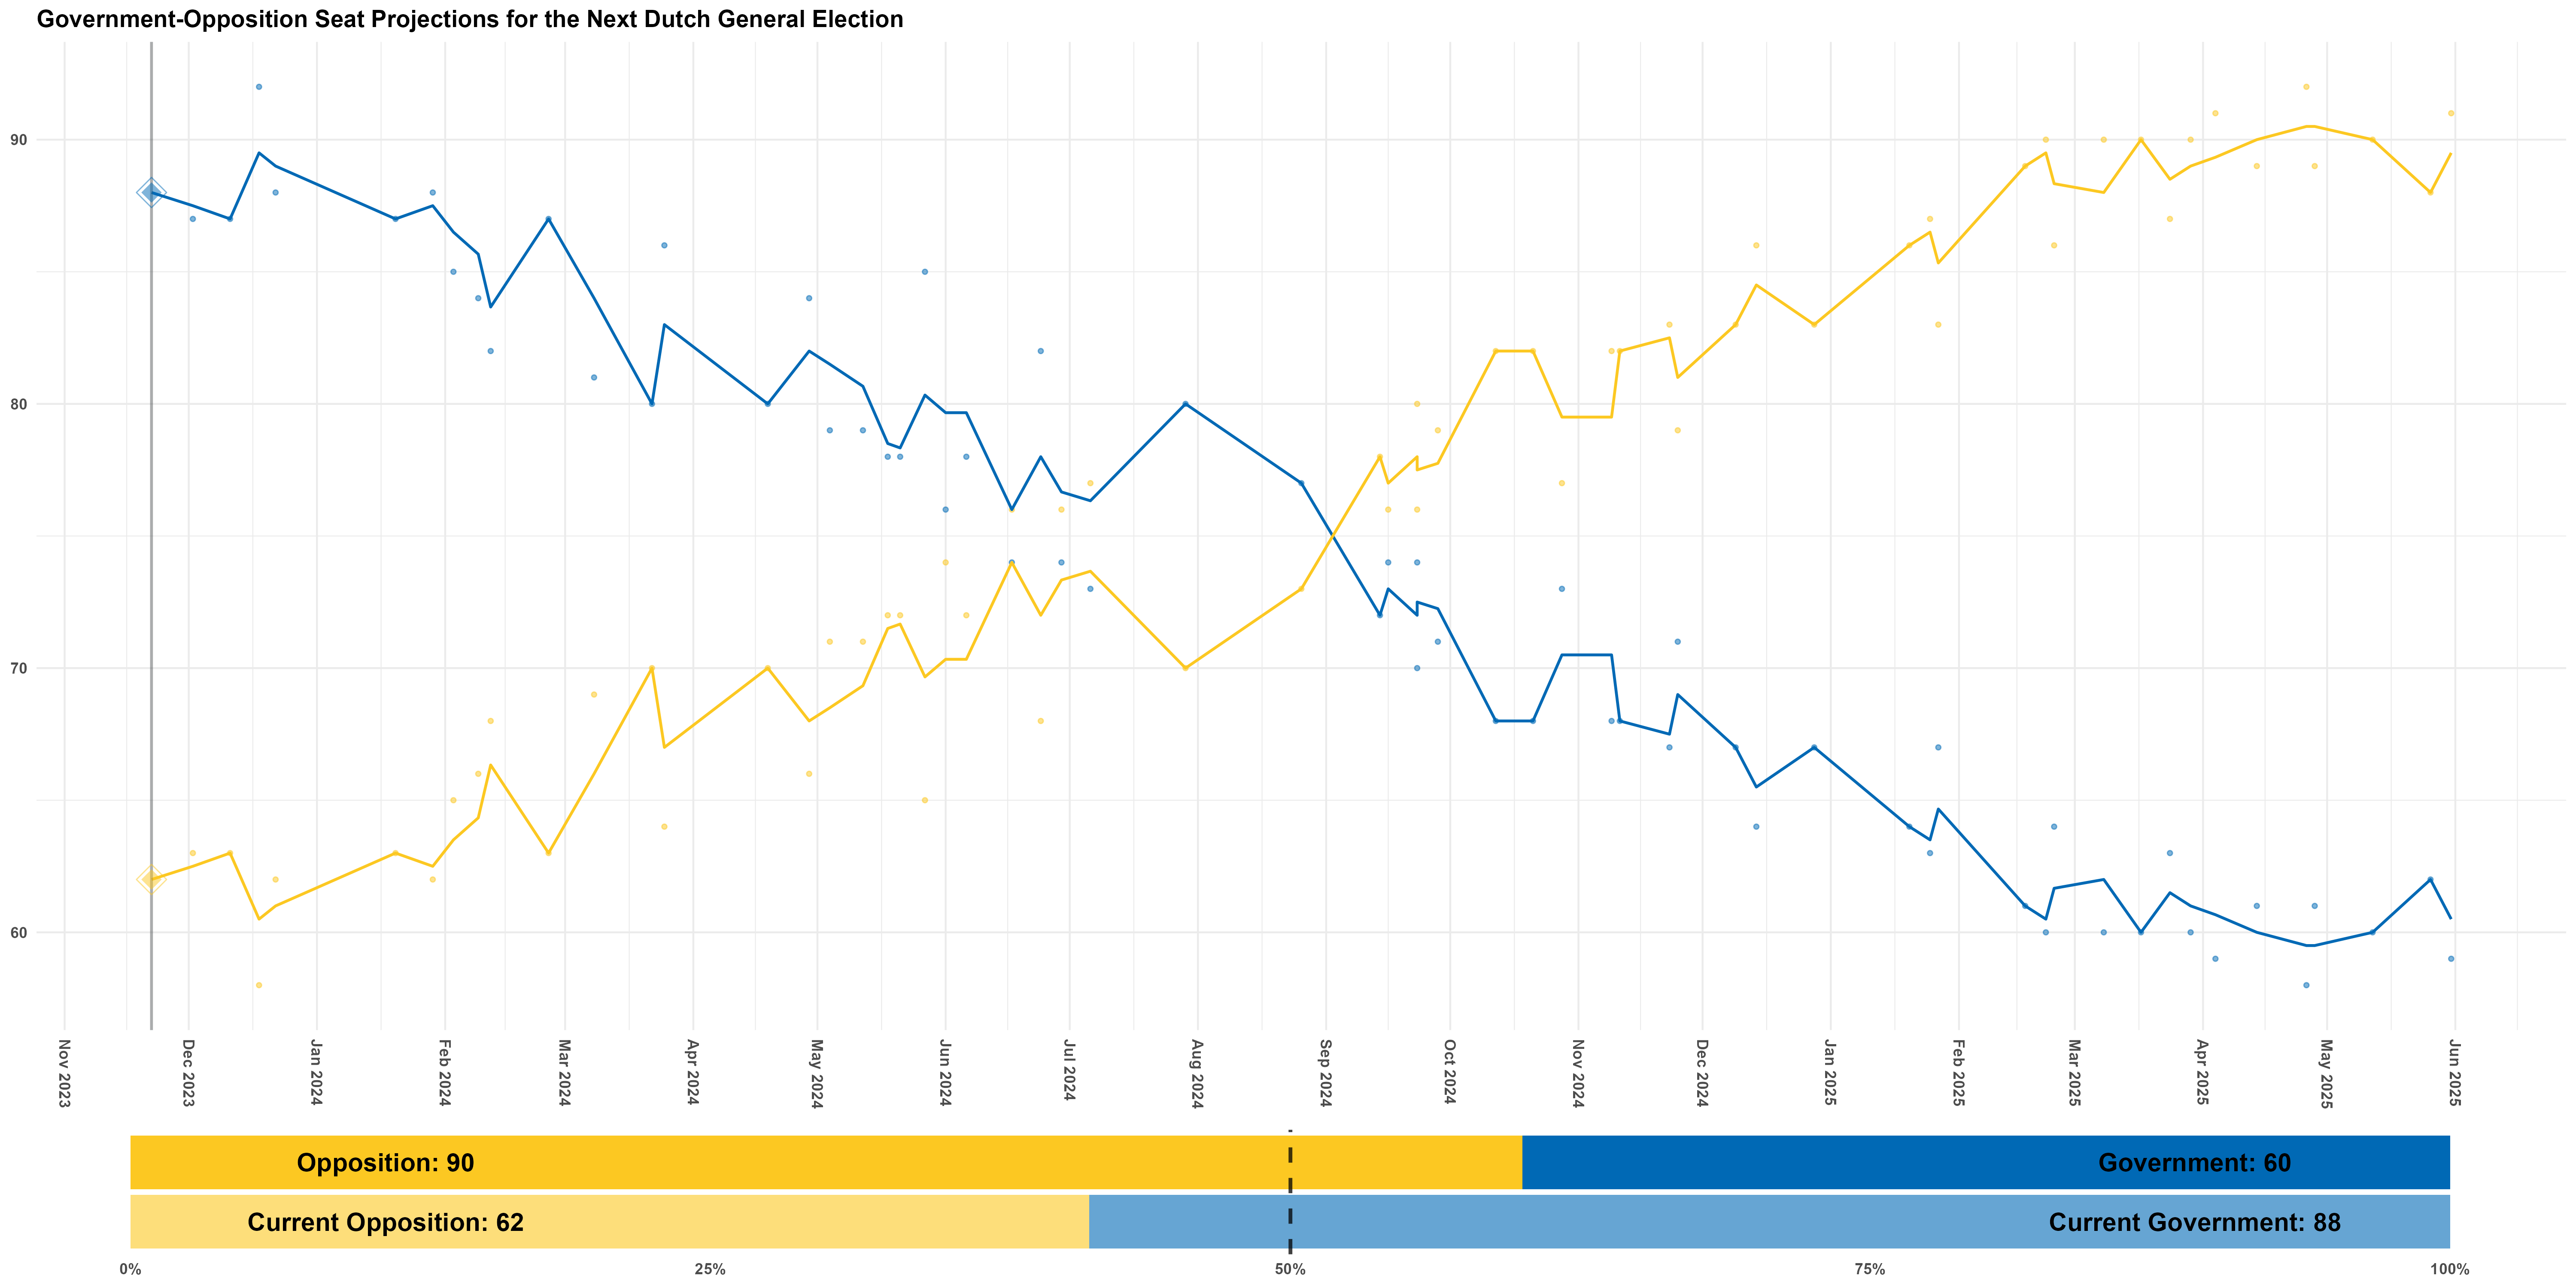 Government-Opposition Seat Projections for the Next Dutch General Election
90
80
70
60
Nov 2023
Dec 2023
Jan 2024
Feb 2024
Mar 2024
Apr 2024
May 2024
Jun 2024
Jul 2024
Aug 2024
Sep 2024
Oct 2024
Nov 2024
Dec 2024
Jan 2025
Feb 2025
Mar 2025
Apr 2025
May 2025
Jun 2025
Opposition: 90
Government: 60
Current Opposition: 62
Current Government: 88
0%
25%
50%
75%
100%